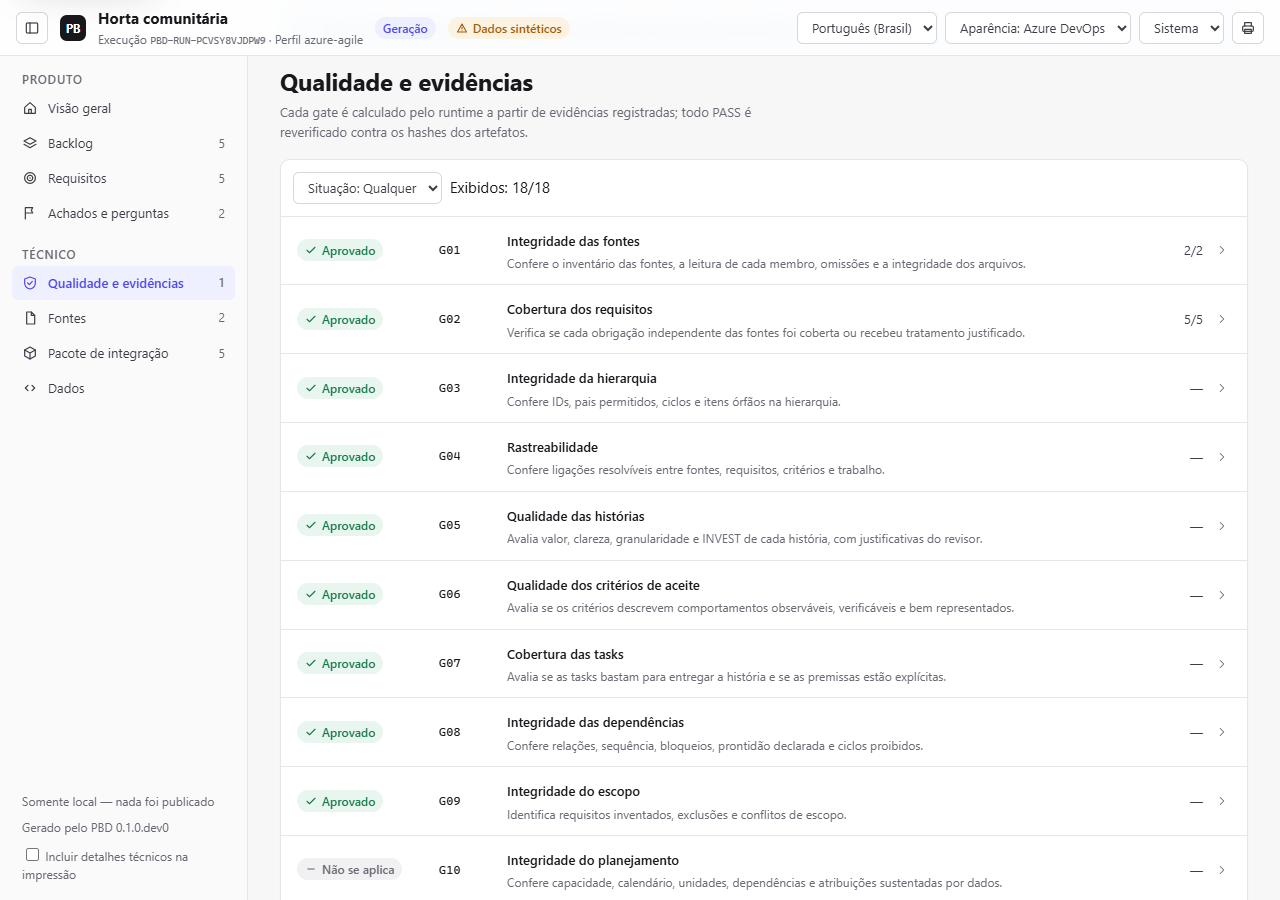 PB
Horta comunitária
Execução PBD-RUN-PCVSY8VJDPW9 · Perfil azure-agile
Geração
Dados sintéticos
Português (Brasil)
Aparência: Azure DevOps
Sistema
PRODUTO
Visão geral
Backlog 5
Requisitos 5
Achados e perguntas 2
TÉCNICO
Qualidade e evidências 1
Fontes 2
Pacote de integração 5
Dados
Somente local — nada foi publicado
Gerado pelo PBD 0.1.0.dev0
Incluir detalhes técnicos na
impressão
Qualidade e evidências
Cada gate é calculado pelo runtime a partir de evidências registradas; todo PASS é
reverificado contra os hashes dos artefatos.
Situação: Qualquer
Exibidos: 18/18
Aprovado G01 Integridade das fontes 2/2
Confere o inventário das fontes, a leitura de cada membro, omissões e a integridade dos arquivos.
Aprovado G02 Cobertura dos requisitos 5/5
Verifica se cada obrigação independente das fontes foi coberta ou recebeu tratamento justificado.
Aprovado G03 Integridade da hierarquia —
Confere IDs, pais permitidos, ciclos e itens órfãos na hierarquia.
Aprovado G04 Rastreabilidade —
Confere ligações resolvíveis entre fontes, requisitos, critérios e trabalho.
Aprovado G05 Qualidade das histórias —
Avalia valor, clareza, granularidade e INVEST de cada história, com justificativas do revisor.
Aprovado G06 Qualidade dos critérios de aceite —
Avalia se os critérios descrevem comportamentos observáveis, verificáveis e bem representados.
Aprovado G07 Cobertura das tasks —
Avalia se as tasks bastam para entregar a história e se as premissas estão explícitas.
Aprovado G08 Integridade das dependências —
Confere relações, sequência, bloqueios, prontidão declarada e ciclos proibidos.
Aprovado G09 Integridade do escopo —
Identifica requisitos inventados, exclusões e conflitos de escopo.
Não se aplica G10 Integridade do planejamento —
Confere capacidade, calendário, unidades, dependências e atribuições sustentadas por dados.